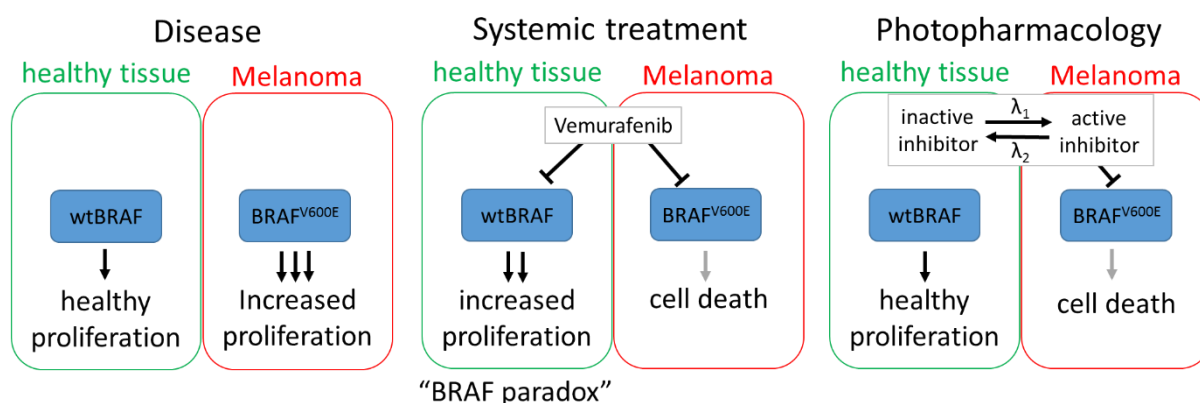 Disease
healthy tissue
Melanoma
wtBRAF
BRAFV600E
healthy
proliferation
Increased
proliferation
Systemic treatment
healthy tissue
Melanoma
Vemurafenib
wtBRAF
BRAFV600E
increased
proliferation
cell death
“BRAF paradox”
Photopharmacology
healthy tissue
Melanoma
inactive
inhibitor
λ1
λ2
active
inhibitor
wtBRAF
BRAFV600E
healthy
proliferation
cell death